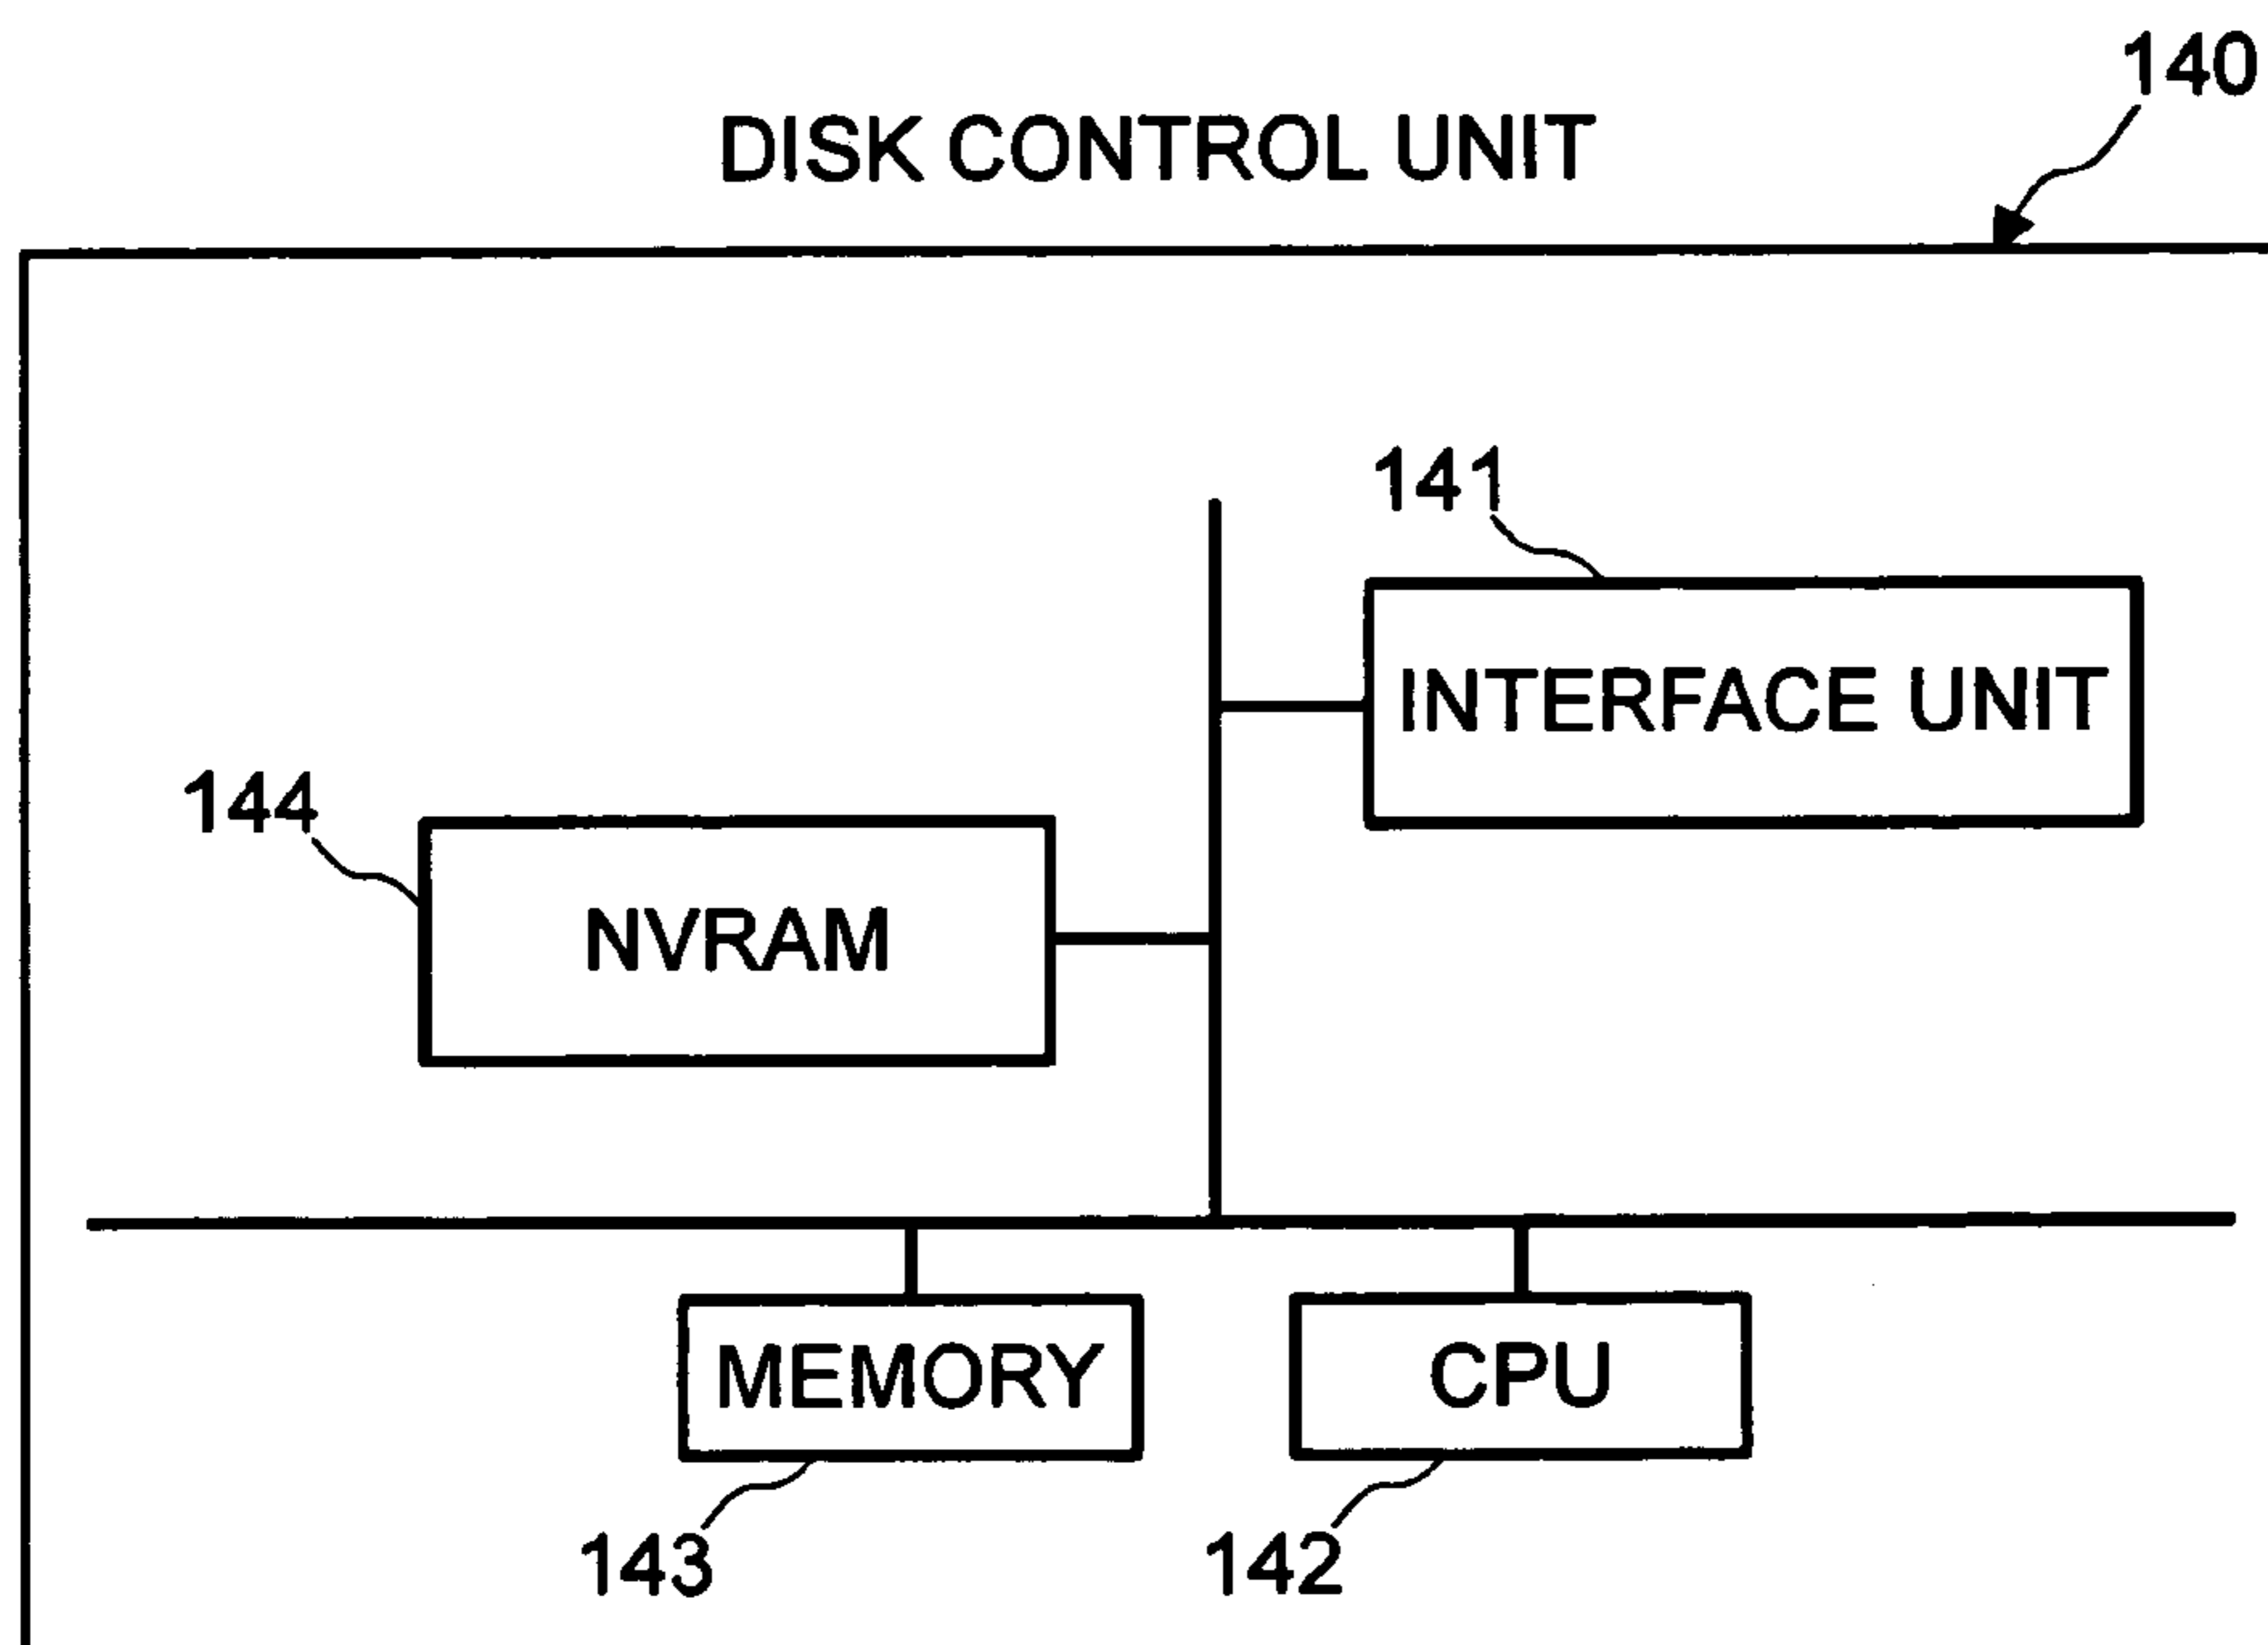 140
DISK CONTROL UNIT
141
INTERFACE UNIT
144
NVRAM
MEMORY
CPU
143
142